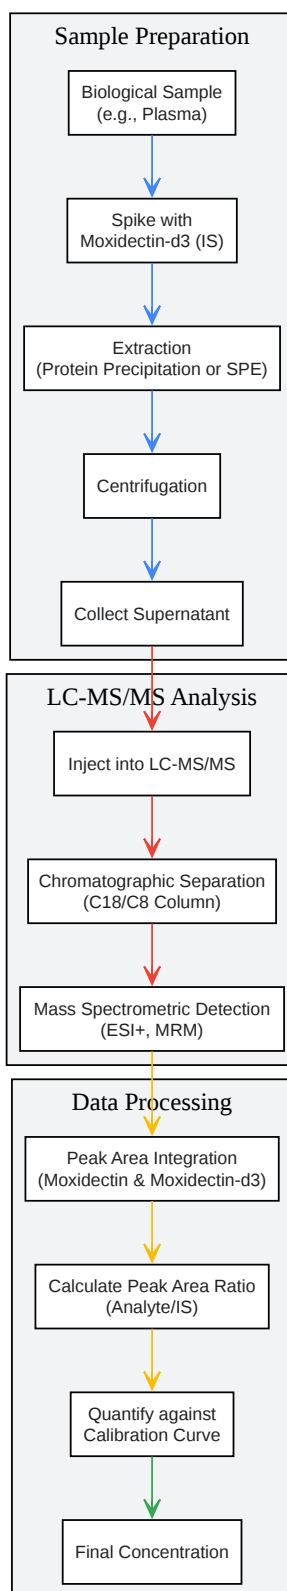 Sample Preparation
Biological Sample
(e.g., Plasma)
Spike with
Moxidectin-d3 (IS)
Extraction
(Protein Precipitation or SPE)
Centrifugation
Collect Supernatant
LC-MS/MS Analysis
Inject into LC-MS/MS
Chromatographic Separation
(C18/C8 Column)
Mass Spectrometric Detection
(ESI+, MRM)
Data Processing
Peak Area Integration
(Moxidectin & Moxidectin-d3)
Calculate Peak Area Ratio
(Analyte/IS)
Quantify against
Calibration Curve
Final Concentration